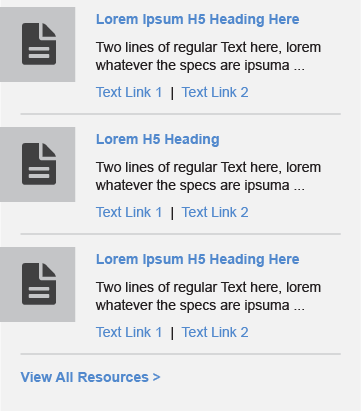 Lorem Ipsum H5 Heading Here
Two lines of regular Text here, lorem
whatever the specs are ipsuma ...
Text Link 1 | Text Link 2
Lorem H5 Heading
Two lines of regular Text here, lorem
whatever the specs are ipsuma ...
Text Link 1 | Text Link 2
Lorem Ipsum H5 Heading Here
Two lines of regular Text here, lorem
whatever the specs are ipsuma ...
Text Link 1 | Text Link 2
View All Resources >